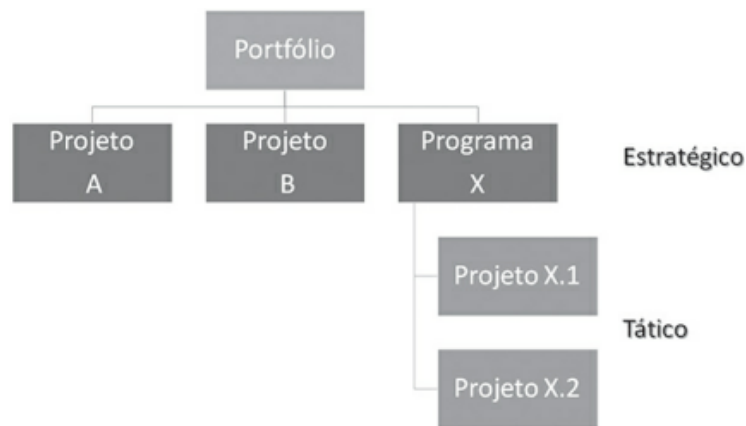 Portfólio
Projeto
A
Projeto
B
Programa
X
Estratégico
Projeto X.1
Tático
Projeto X.2